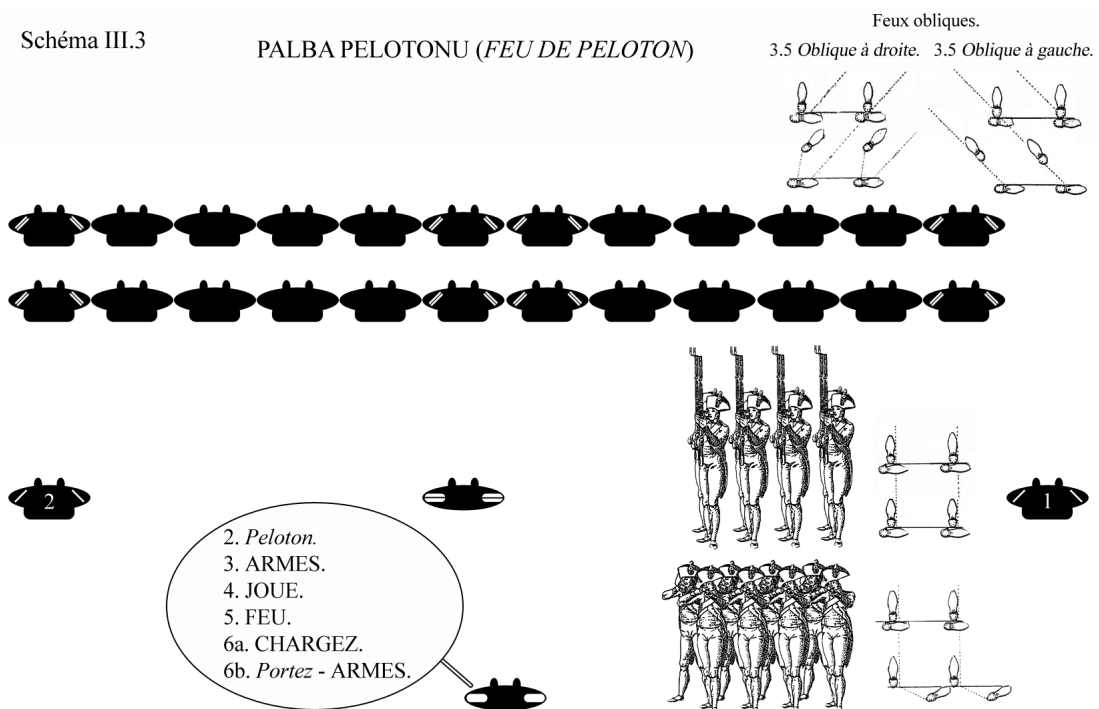 Schéma III.3
PALBA PELOTONU (FEU DE PELOTON)
Feux obliques.
3.5 Oblique à droite. 3.5 Oblique à gauche.
2
1
2. Peloton.
3. ARMES.
4. JOUE.
5. FEU.
6a. CHARGEZ.
6b. Portez - ARMES.